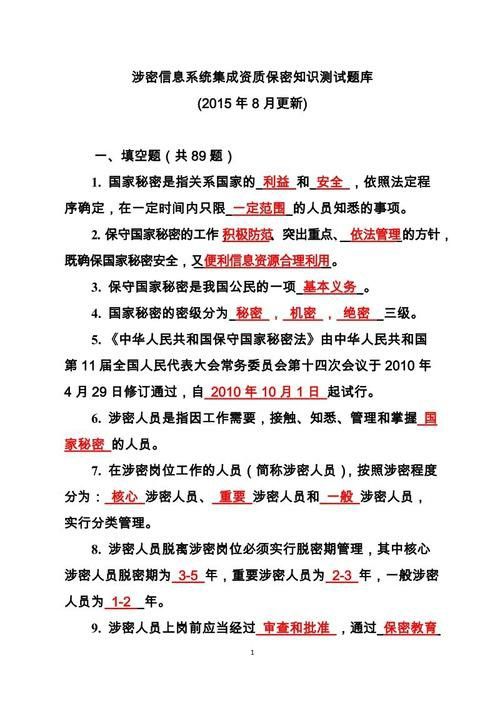 涉密信息系统集成资质保密知识测试题库
(2015 年 8 月更新)
一、填空题（共 89 题）
1. 国家秘密是指关系国家的 利益 和 安全 ，依照法定程
序确定，在一定时间内只限 一定范围 的人员知悉的事项。
2. 保守国家秘密的工作 积极防范、突出重点、 依法管理 的方针，
既确保国家秘密安全，又便利信息资源合理利用。
3. 保守国家秘密是我国公民的一项 基本义务 。
4. 国家秘密的密级分为 秘密 ， 机密 ， 绝密 三级。
5. 《中华人民共和国保守国家秘密法》由中华人民共和国
第 11 届全国人民代表大会常务委员会第十四次会议于 2010 年
4 月 29 日修订通过，自 2010 年 10 月 1 日 起试行。
6. 涉密人员是指因工作需要，接触、知悉、管理和掌握 国
家秘密 的人员。
7. 在涉密岗位工作的人员（简称涉密人员），按照涉密程度
分为： 核心 涉密人员、 重要 涉密人员和 一般 涉密人员，
实行分类管理。
8. 涉密人员脱离涉密岗位必须实行脱密期管理，其中核心
涉密人员脱密期为 3-5 年，重要涉密人员为 2-3 年，一般涉密
人员为 1-2 年。
9. 涉密人员上岗前应当经过 审查和批准 ，通过 保密教育
1